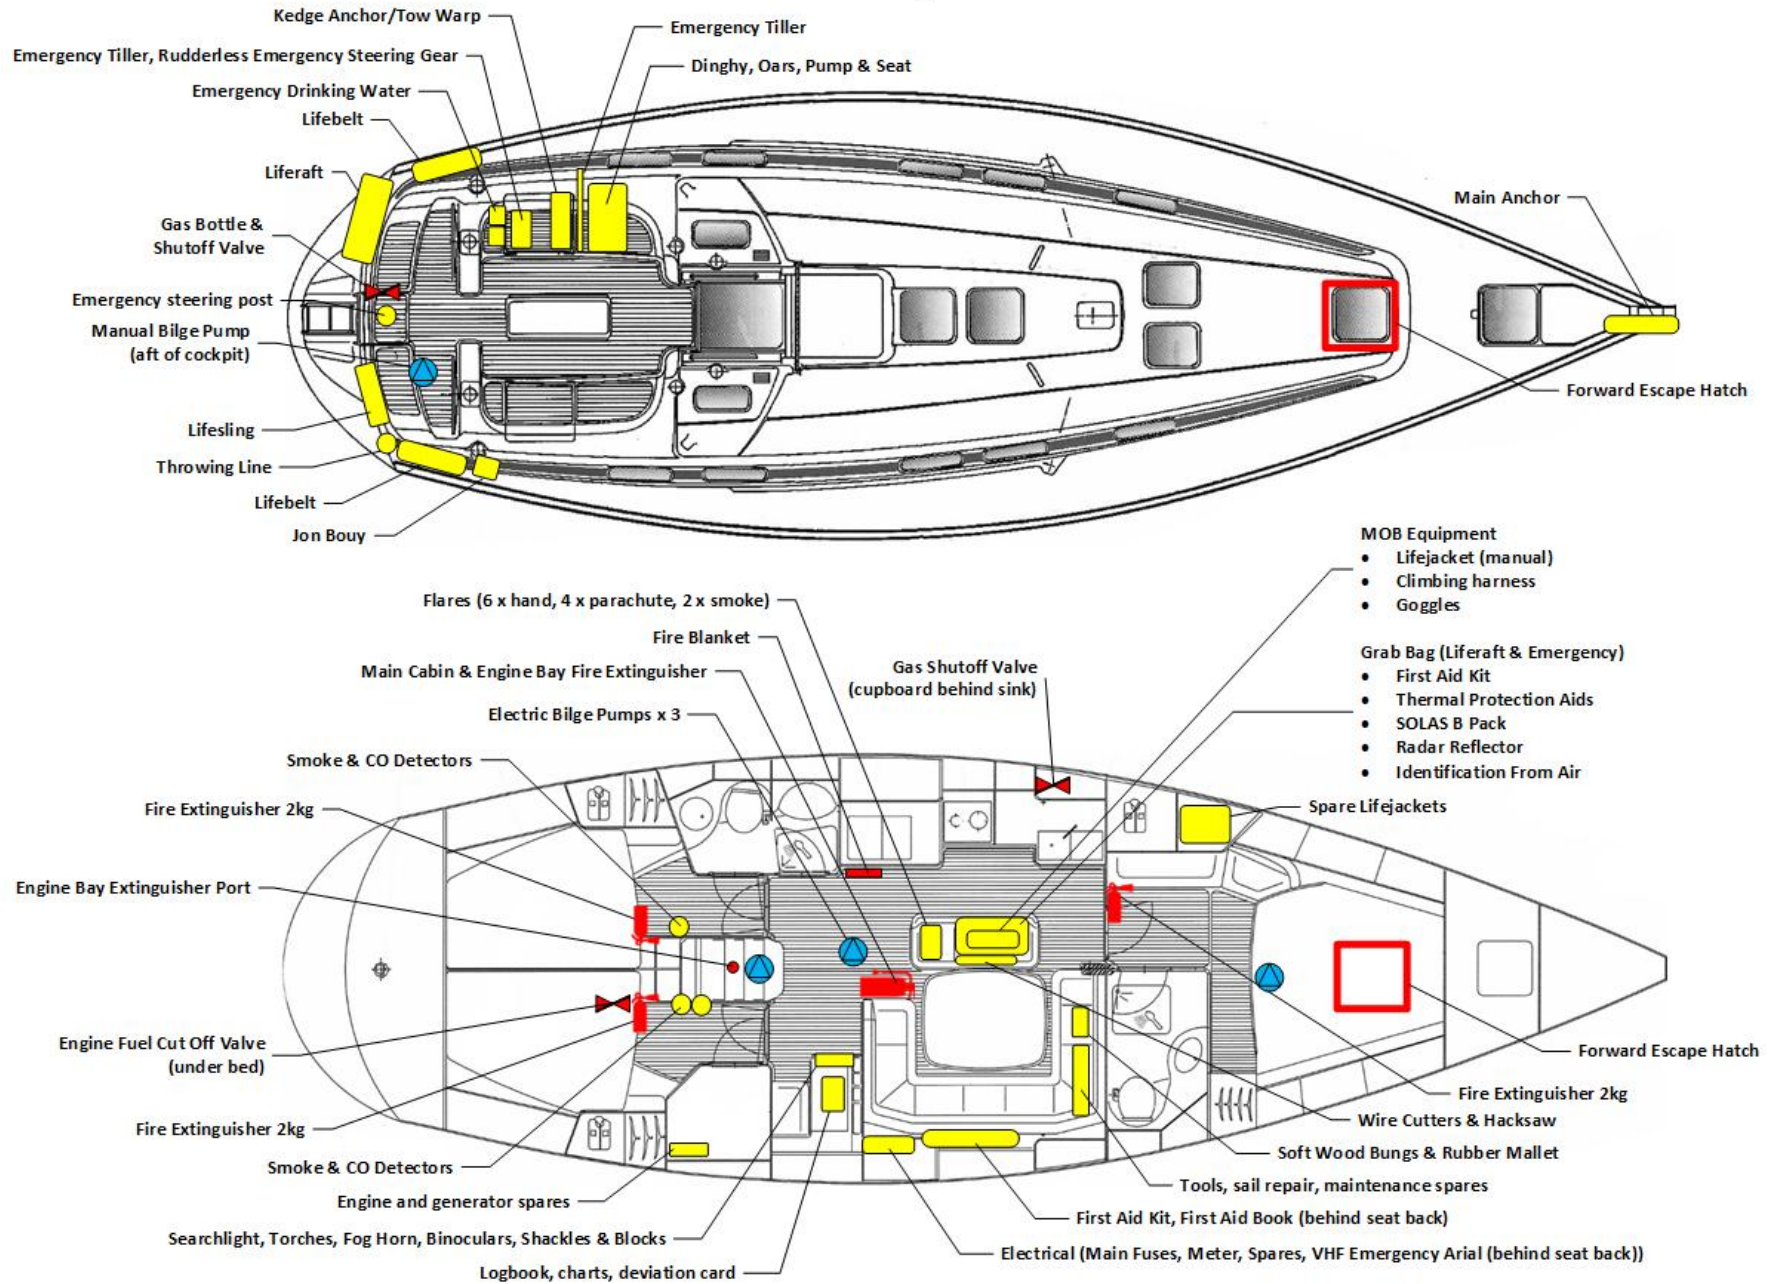 Kedge Anchor/Tow Warp
Emergency Tiller
Emergency Tiller, Rudderless Emergency Steering Gear
Dinghy, Oars, Pump & Seat
Emergency Drinking Water
Lifebelt
Liferaft
Main Anchor
Gas Bottle &
Shutoff Valve
Emergency steering post
Manual Bilge Pump
(aft of cockpit)
Forward Escape Hatch
Lifesling
Throwing Line
Lifebelt
Jon Bouy
MOB Equipment
• Lifejacket (manual)
• Climbing harness
• Goggles
Flares (6 x hand, 4 x parachute, 2 x smoke)
Fire Blanket
Main Cabin & Engine Bay Fire Extinguisher
Gas Shutoff Valve
(cupboard behind sink)
Grab Bag (Liferaft & Emergency)
• First Aid Kit
• Thermal Protection Aids
• SOLAS B Pack
• Radar Reflector
• Identification From Air
Electric Bilge Pumps x 3
Smoke & CO Detectors
Fire Extinguisher 2kg
Spare Lifejackets
Engine Bay Extinguisher Port
Engine Fuel Cut Off Valve
(under bed)
Forward Escape Hatch
Fire Extinguisher 2kg
Wire Cutters & Hacksaw
Fire Extinguisher 2kg
Soft Wood Bungs & Rubber Mallet
Smoke & CO Detectors
Tools, sail repair, maintenance spares
Engine and generator spares
First Aid Kit, First Aid Book (behind seat back)
Searchlight, Torches, Fog Horn, Binoculars, Shackles & Blocks
Electrical (Main Fuses, Meter, Spares, VHF Emergency Arial (behind seat back))
Logbook, charts, deviation card